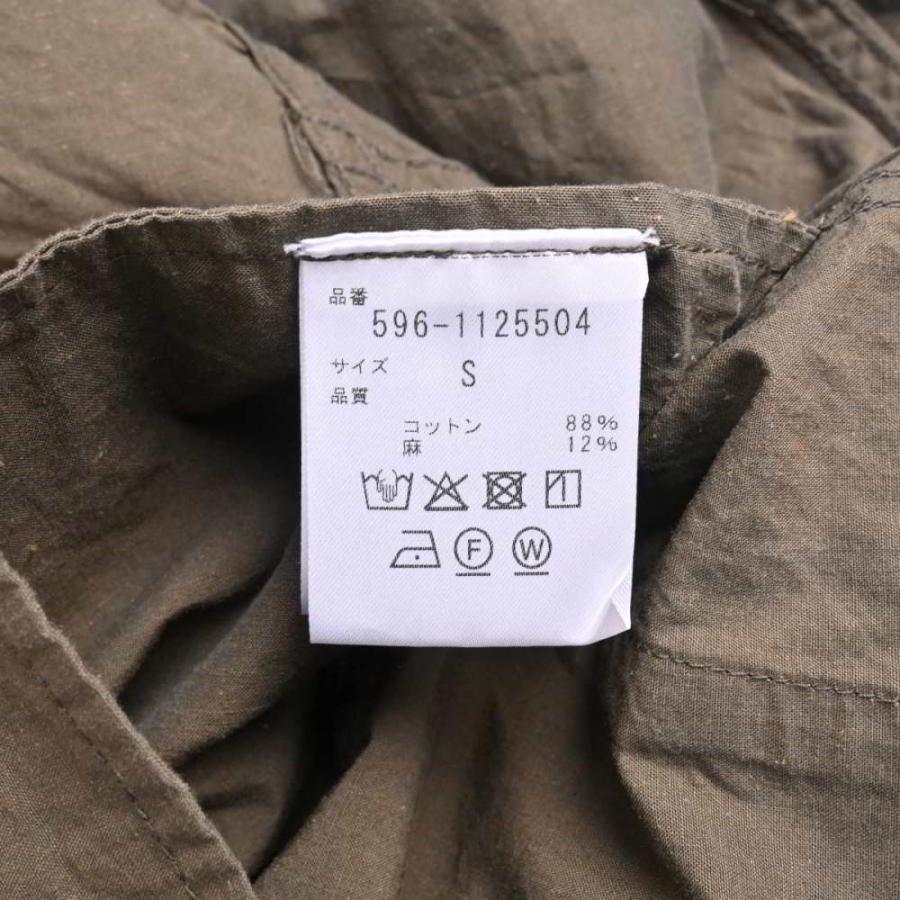 品番
596-1125504
サイズ S
品質
コットン 88%
麻 12%
F W